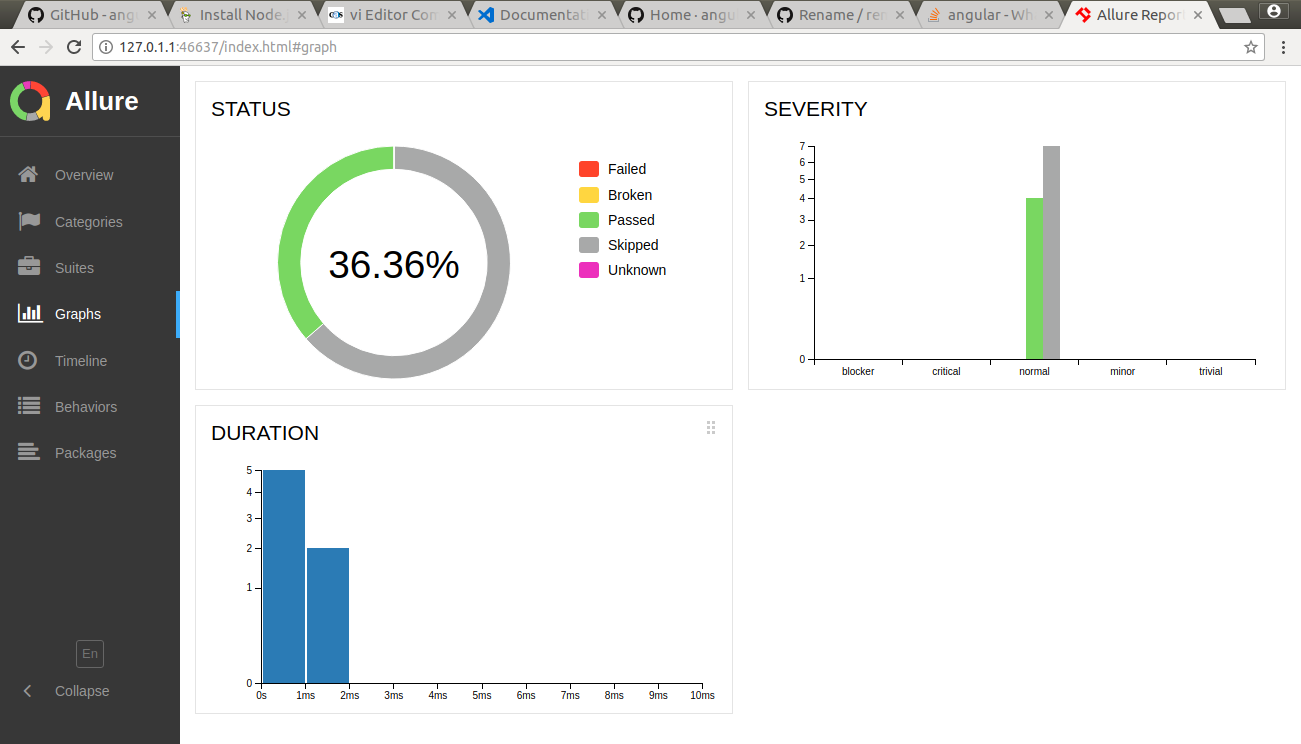 GitHub - ang
Install Node.
vi Editor Com
Documentat
Home · angu
Rename / ren
angular - Wh
Allure Repor
127.0.1.1:46637/index.html#graph
Allure
Overview
Categories
Suites
Graphs
Timeline
Behaviors
Packages
En
Collapse
STATUS
36.36%
Failed
Broken
Passed
Skipped
Unknown
SEVERITY
7
6
5
4
3
2
1
0
blocker critical normal minor trivial
DURATION
5
4
3
2
1
0
0s 1ms 2ms 3ms 4ms 5ms 6ms 7ms 8ms 9ms 10ms